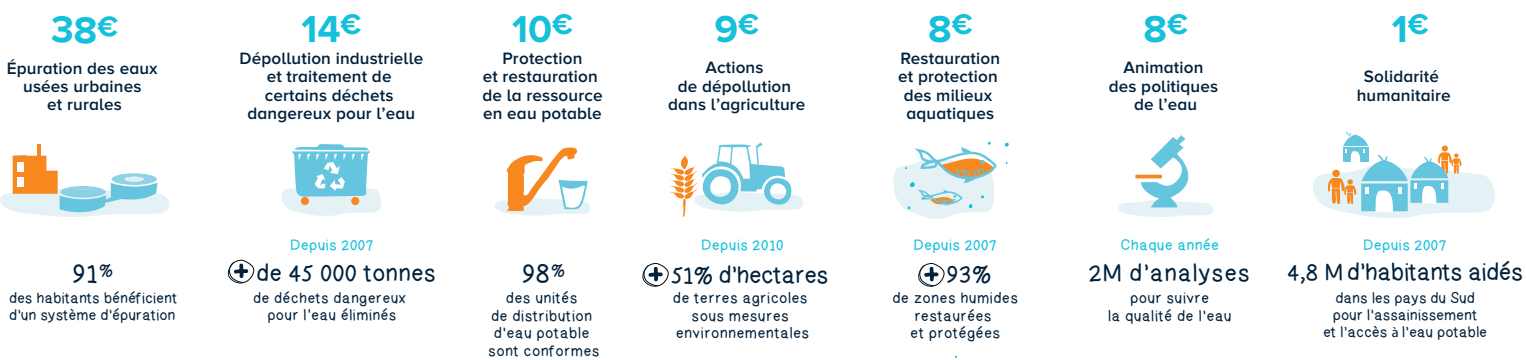 38€
Épuration des eaux
usées urbaines
et rurales
91%
des habitants bénéficient
d'un système d'épuration
14€
Dépollution industrielle
et traitement de
certains déchets
dangereux pour l'eau
Depuis 2007
+ de 45 000 tonnes
de déchets dangereux
pour l'eau éliminés
10€
Protection
et restauration
de la ressource
en eau potable
98%
des unités
de distribution
d'eau potable
sont conformes
9€
Actions
de dépollution
dans l'agriculture
Depuis 2010
+ 51% d'hectares
de terres agricoles
sous mesures
environnementales
8€
Restauration
et protection
des milieux
aquatiques
Depuis 2007
+ 93%
de zones humides
restaurées
et protégées
8€
Animation
des politiques
de l'eau
Chaque année
2M d'analyses
pour suivre
la qualité de l'eau
1€
Solidarité
humanitaire
Depuis 2007
4,8 M d'habitants aidés
dans les pays du Sud
pour l'assainissement
et l'accès à l'eau potable